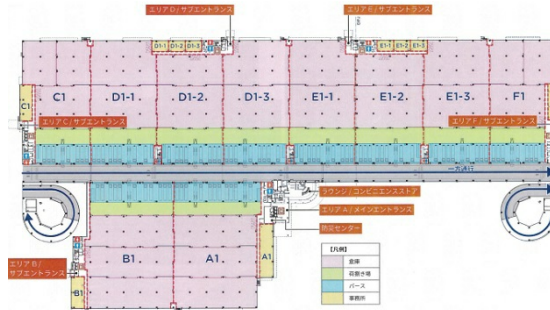 エリアD/サブエントランス
エリアE/サブエントランス
D1-1 D1-2 D1-3
E1-1 E1-2 E1-3
C1 D1-1 D1-2 D1-3 E1-1 E1-2 E1-3 F1
C1
エリアC/サブエントランス
エリアF/サブエントランス
一方通行
ラウンジ/コンビニエンスストア
エリアA/メインエントランス
防災センター
B1 A1
A1
エリアB/
サブエントランス
B1
【凡例】
倉庫
荷捌き場
バース
事務所